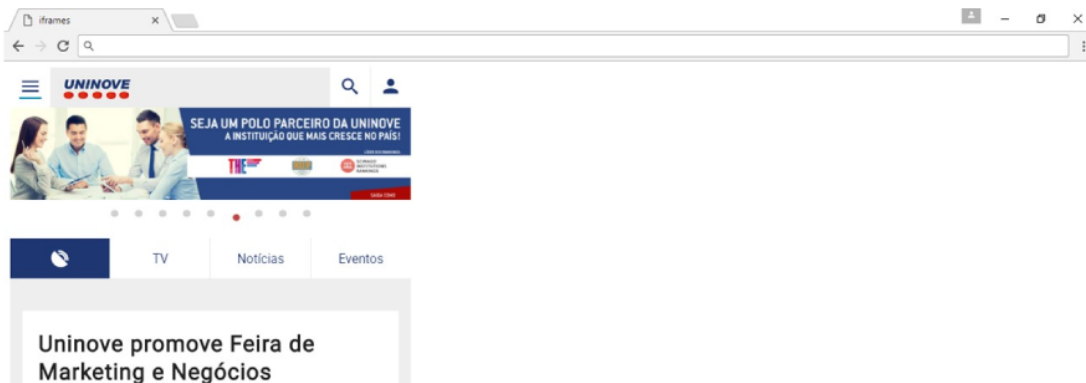 iframes
UNINOVE
SEJA UM POLO PARCEIRO DA UNINOVE
A INSTITUIÇÃO QUE MAIS CRESCE NO PAÍS!
THE
TV
Notícias
Eventos
Uninove promove Feira de
Marketing e Negócios